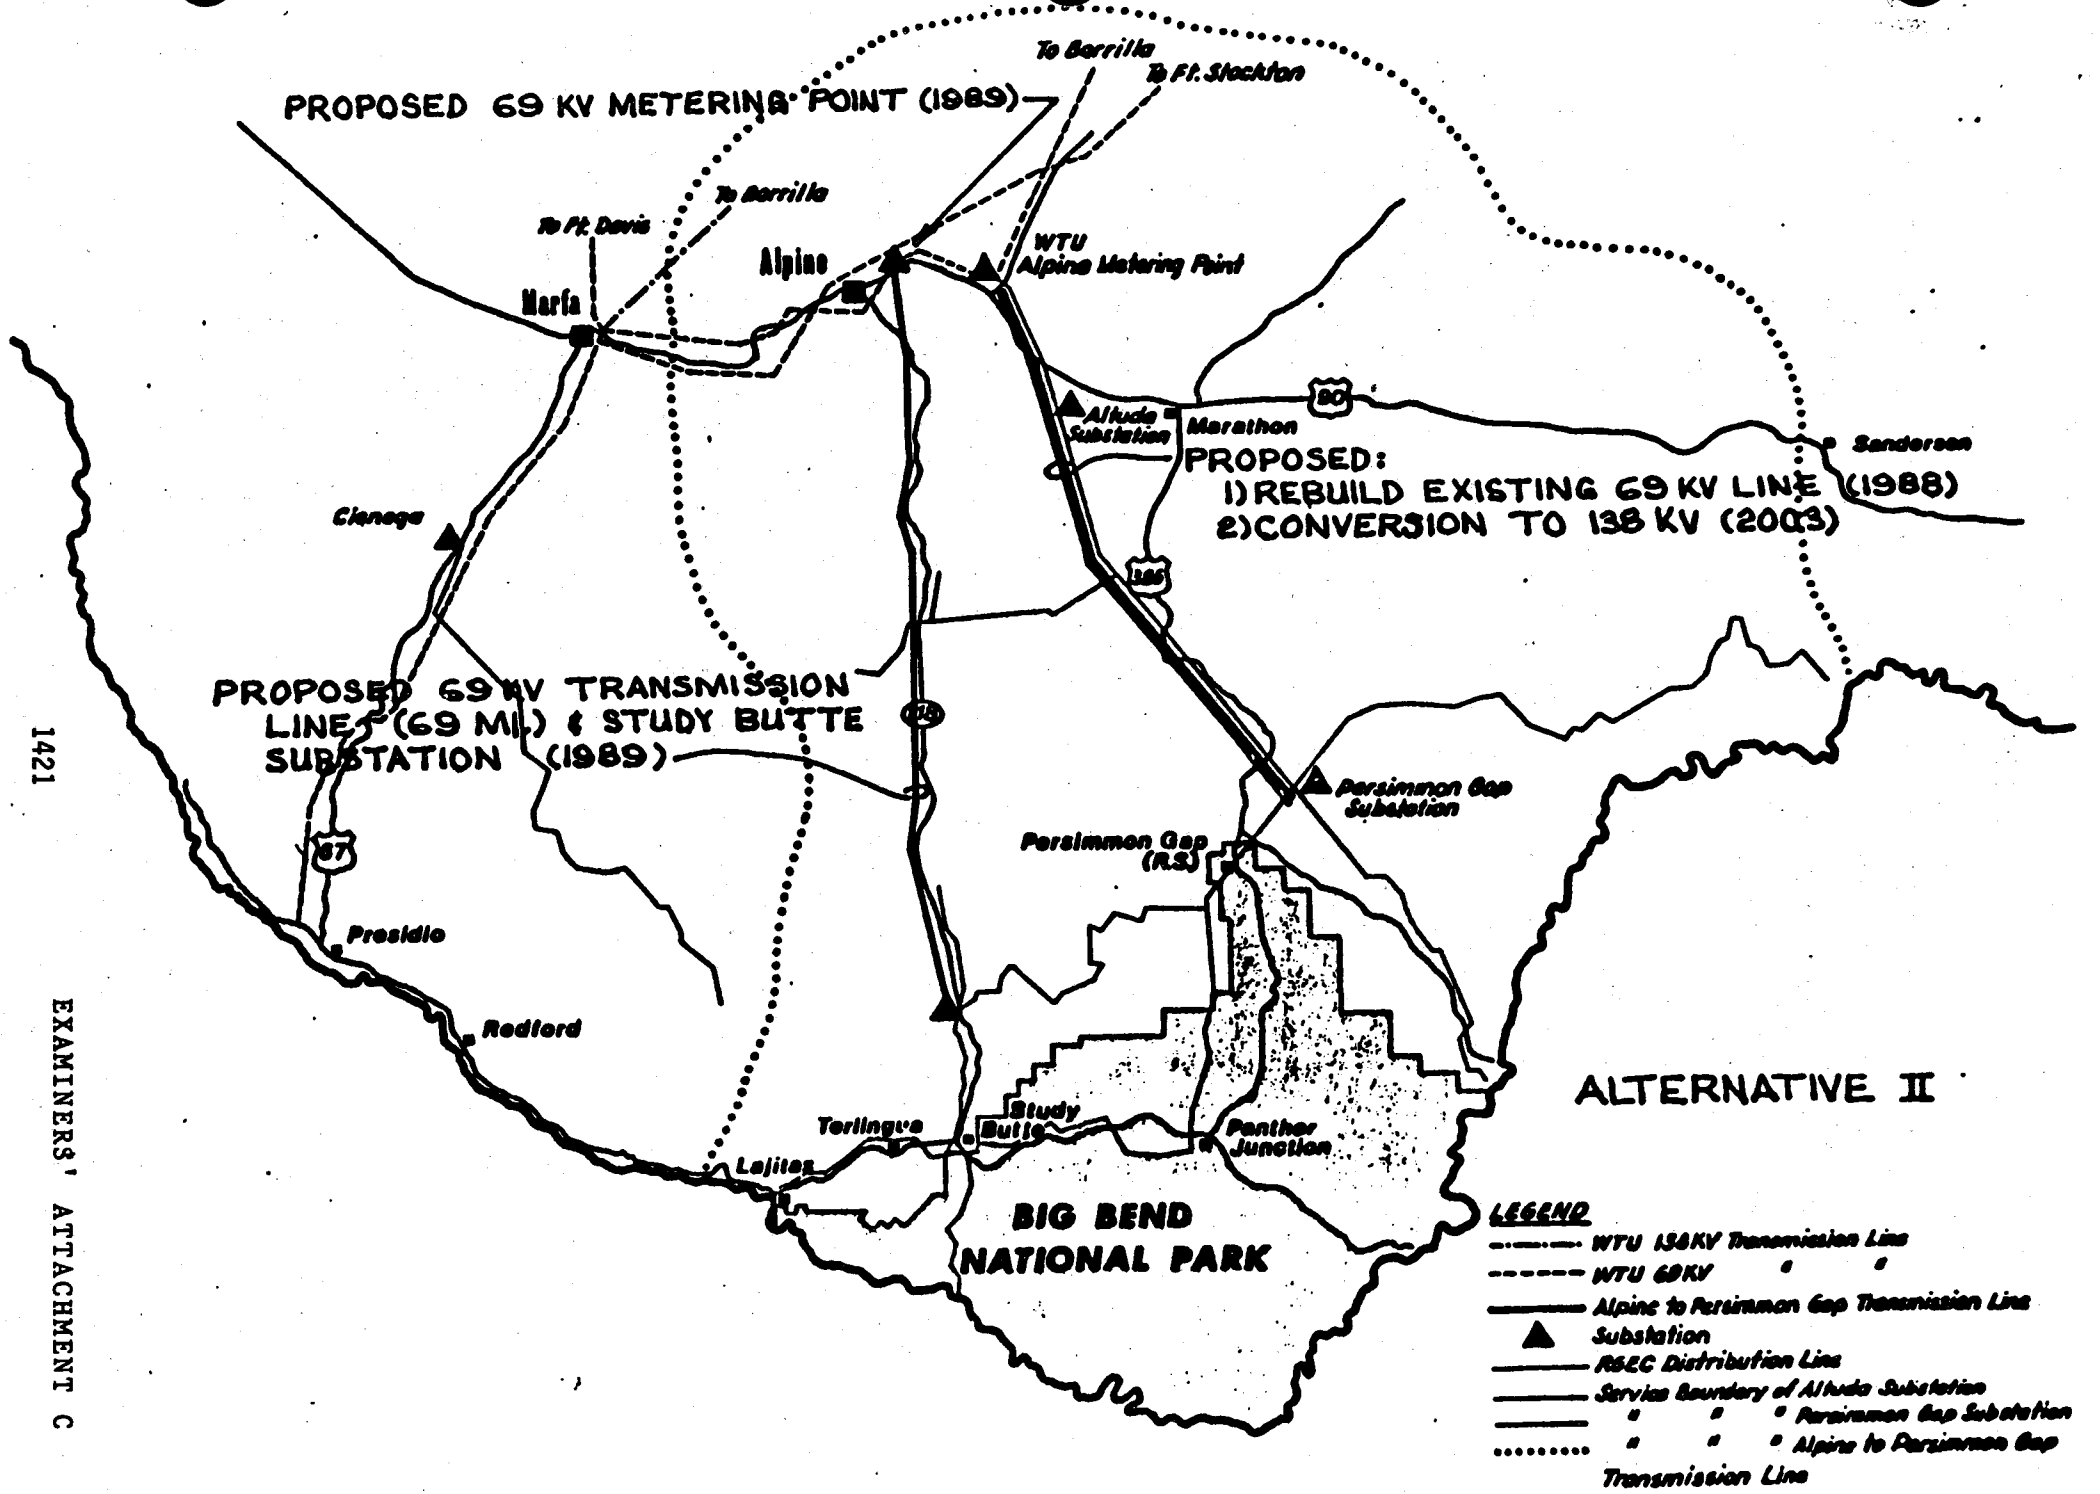 To Barrilla
To Ft. Stockton
PROPOSED 69 KV METERING POINT (1989)
To Barrilla
To Ft. Davis
WTU
Alpine Metering Point
Alpine
Marfa
90
Altuda
Substation
Marathon
Sanderson
PROPOSED:
1) REBUILD EXISTING 69 KV LINE (1988)
2) CONVERSION TO 138 KV (2003)
Cienega
385
PROPOSED 69 KV TRANSMISSION
LINE (69 MI.) & STUDY BUTTE
SUBSTATION (1989)
118
Persimmon Gap
Substation
Persimmon Gap
(R.S.)
67
Presidio
Redford
ALTERNATIVE II
Terlingua
Study
Butte
Panther
Junction
Lajitas
BIG BEND
NATIONAL PARK
LEGEND
WTU 138KV Transmission Line
WTU 69KV " "
Alpine to Persimmon Gap Transmission Line
Substation
RGEC Distribution Line
Service Boundary of Altuda Substation
" " " Persimmon Gap Substation
" " " Alpine to Persimmon Gap
Transmission Line
1421
EXAMINERS' ATTACHMENT C